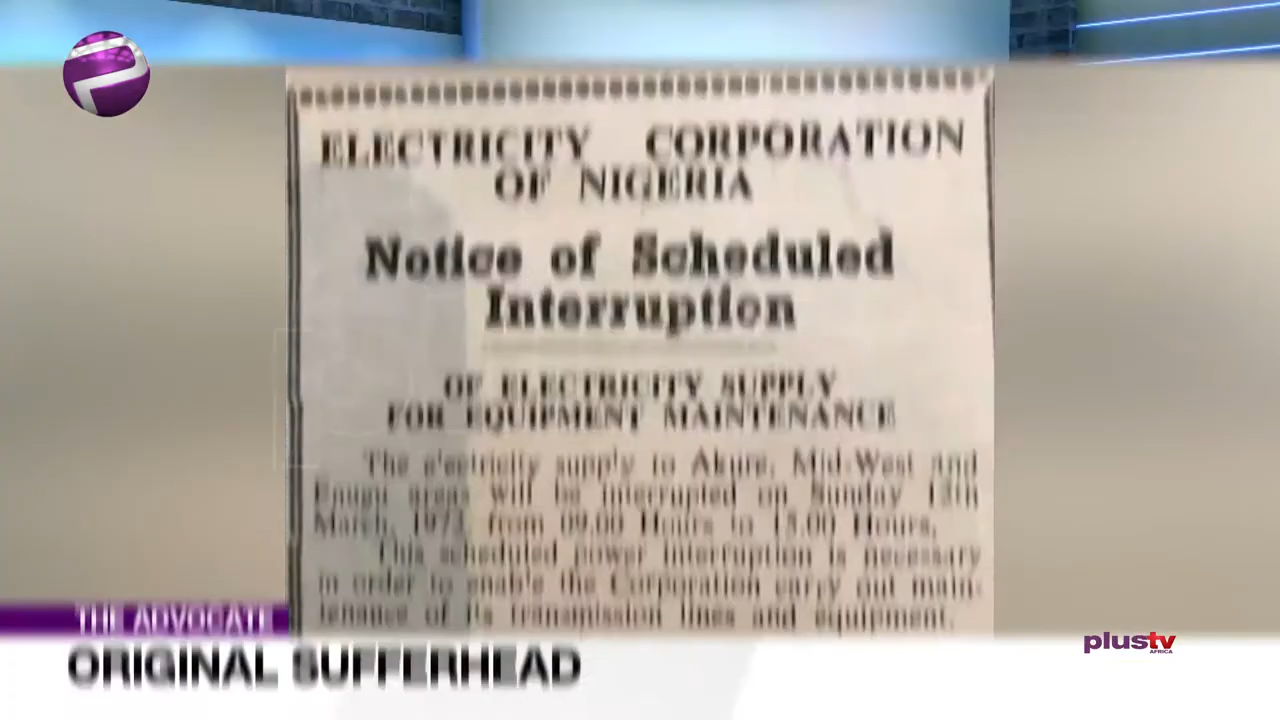 ELECTRICITY CORPORATION
OF NIGERIA
Notice of Scheduled
Interruption
OF ELECTRICITY SUPPLY
FOR EQUIPMENT MAINTENANCE
The electricity supply to Akure, Mid-West and
Enugu areas will be interrupted on Sunday 12th
March, 1972 from 09.00 Hours to 15.00 Hours.
This scheduled power interruption is necessary
in order to enable the Corporation carry out main-
tenance of its transmission lines and equipment.
THE ADVOCATE
ORIGINAL SUFFERHEAD
plustv
AFRICA